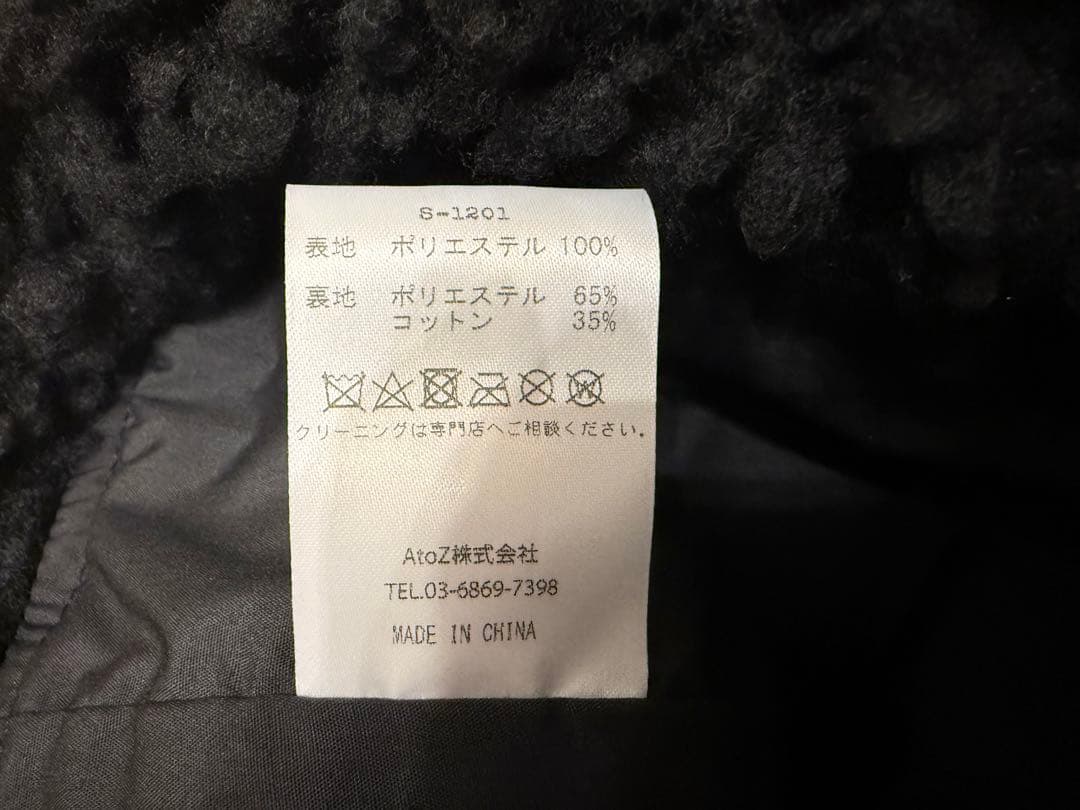 S-1201
表地 ポリエステル 100%
裏地 ポリエステル 65%
コットン 35%
クリーニングは専門店へご相談ください。
AtoZ株式会社
TEL.03-6869-7398
MADE IN CHINA